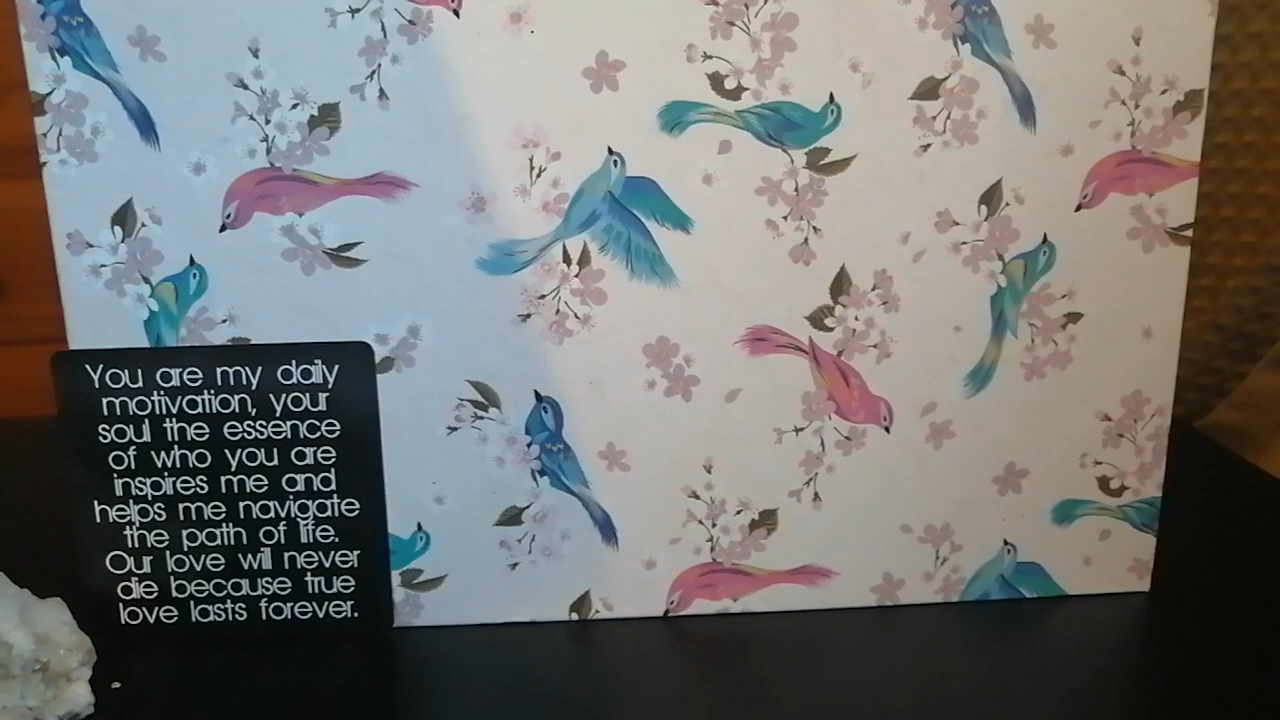 You are my daily
motivation, your
soul the essence
of who you are
inspires me and
helps me navigate
the path of life.
Our love will never
die because true
love lasts forever.